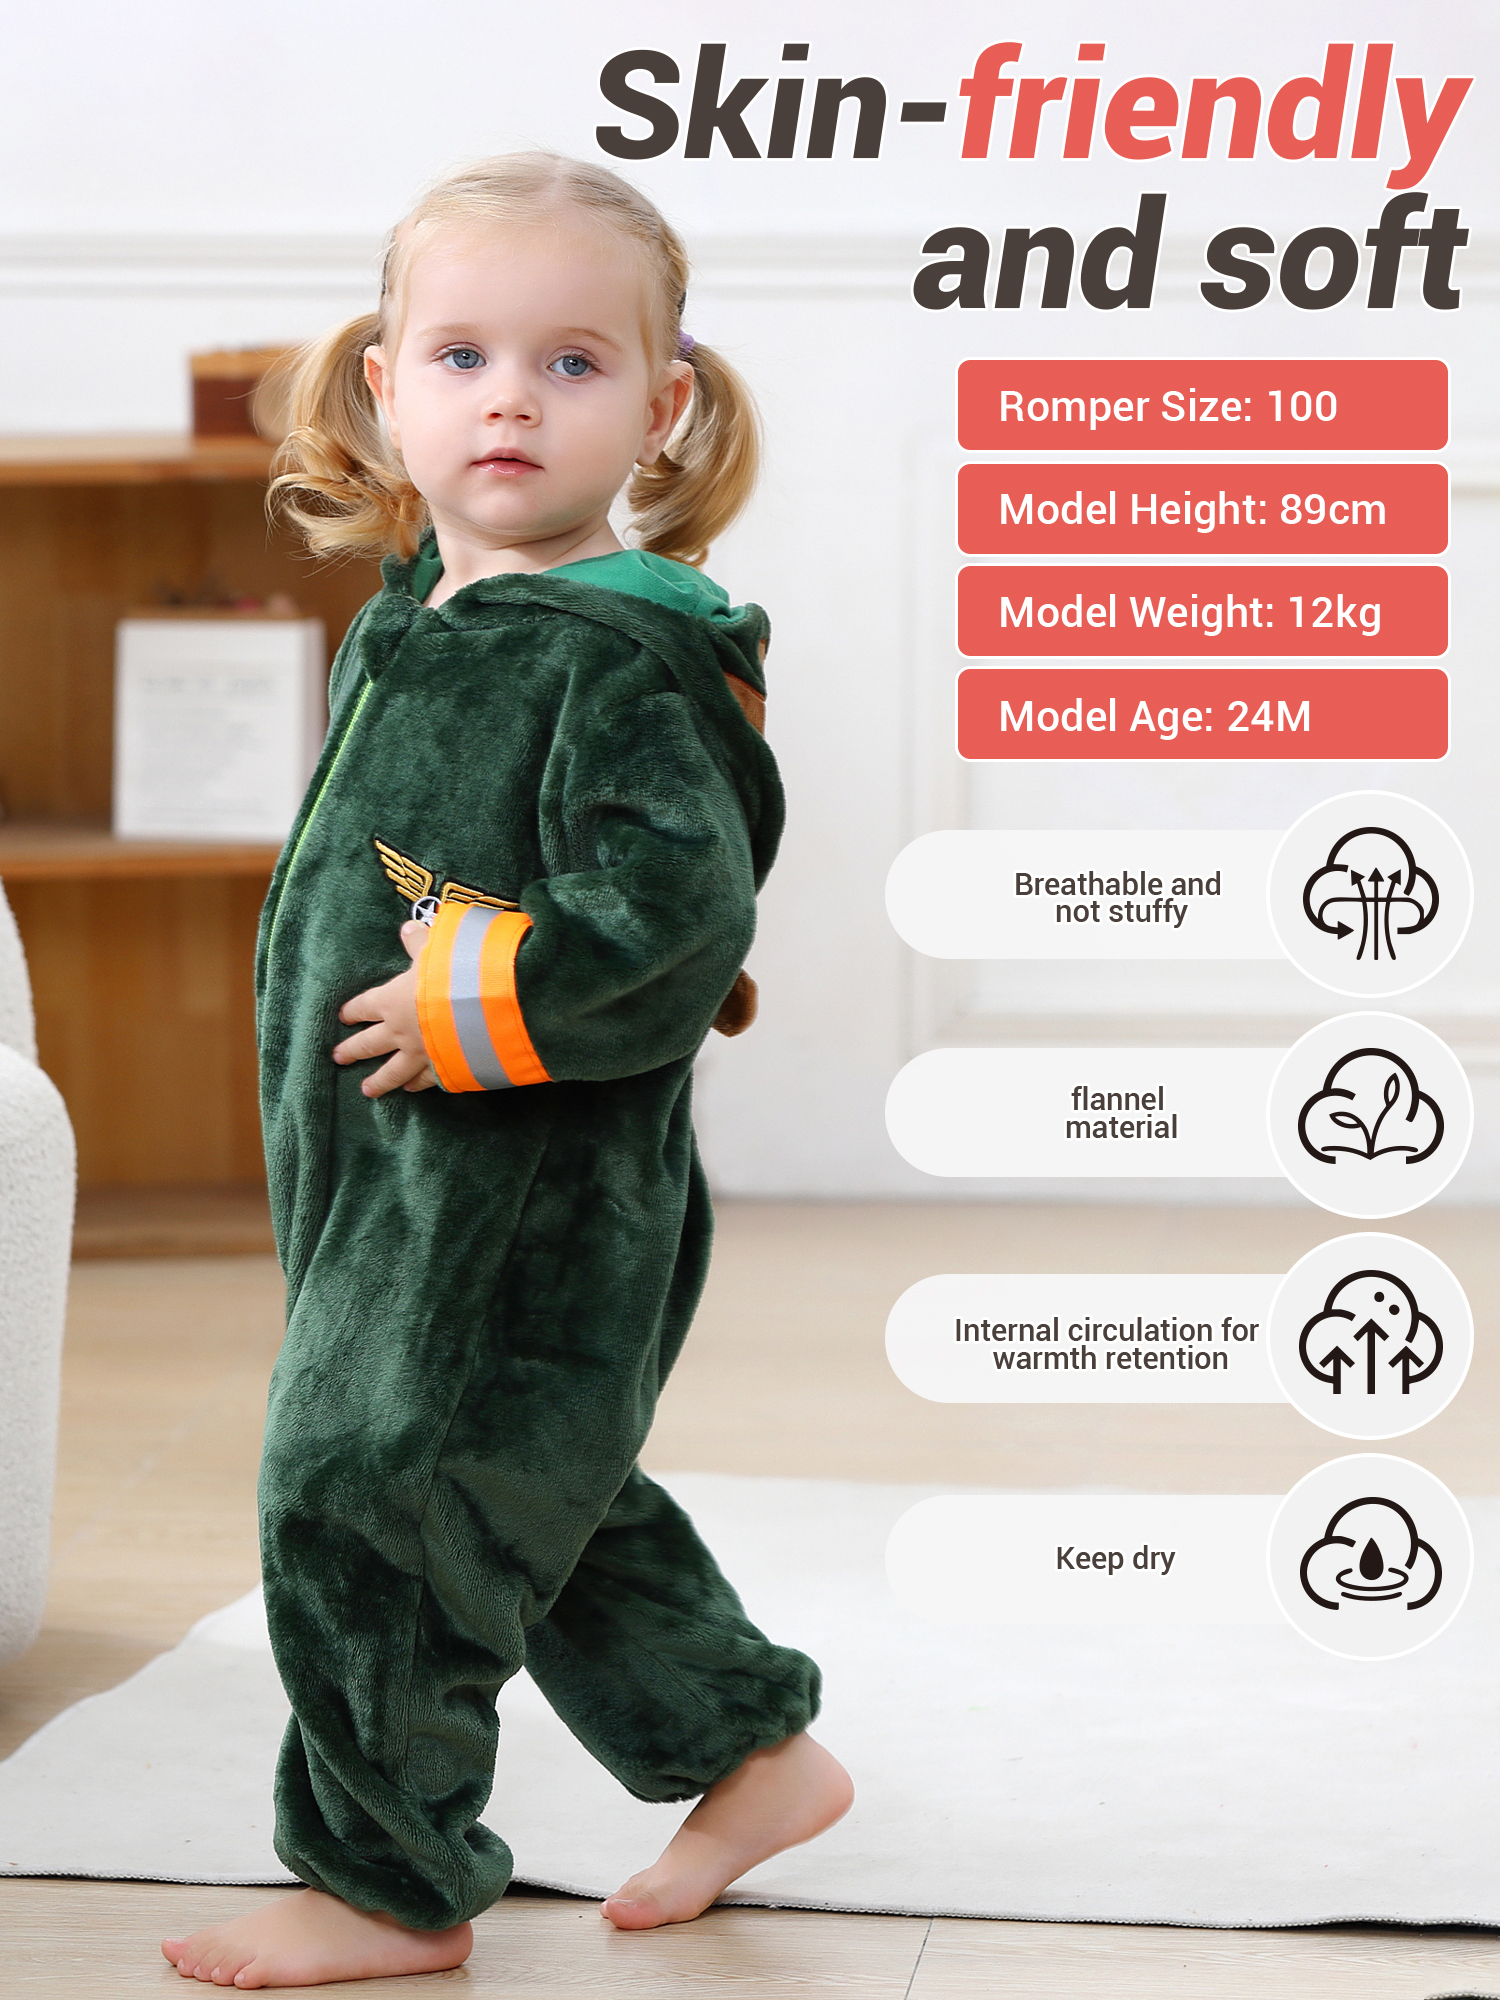 Skin-friendly
and soft
Romper Size: 100
Model Height: 89cm
Model Weight: 12kg
Model Age: 24M
Breathable and
not stuffy
flannel
material
Internal circulation for
warmth retention
Keep dry